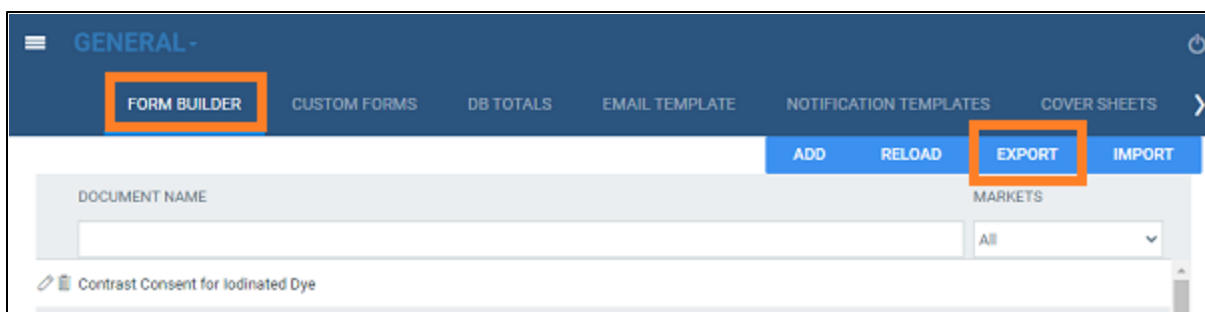 GENERAL-
FORM BUILDER CUSTOM FORMS DB TOTALS EMAIL TEMPLATE NOTIFICATION TEMPLATES COVER SHEETS
ADD RELOAD EXPORT IMPORT
DOCUMENT NAME MARKETS
All
Contrast Consent for Iodinated Dye